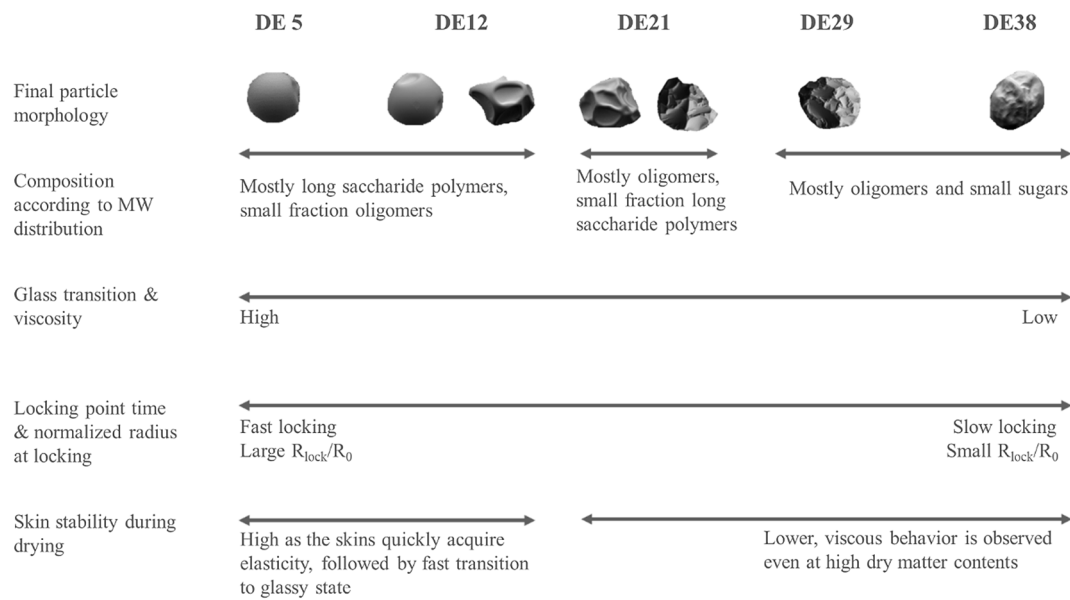 DE 5 DE12 DE21 DE29 DE38
Final particle
morphology
Composition
according to MW
distribution
Mostly long saccharide polymers,
small fraction oligomers
Mostly oligomers,
small fraction long
saccharide polymers
Mostly oligomers and small sugars
Glass transition &
viscosity
High
Low
Locking point time
& normalized radius
at locking
Fast locking
Large Rlock/R0
Slow locking
Small Rlock/R0
Skin stability during
drying
High as the skins quickly acquire
elasticity, followed by fast transition
to glassy state
Lower, viscous behavior is observed
even at high dry matter contents